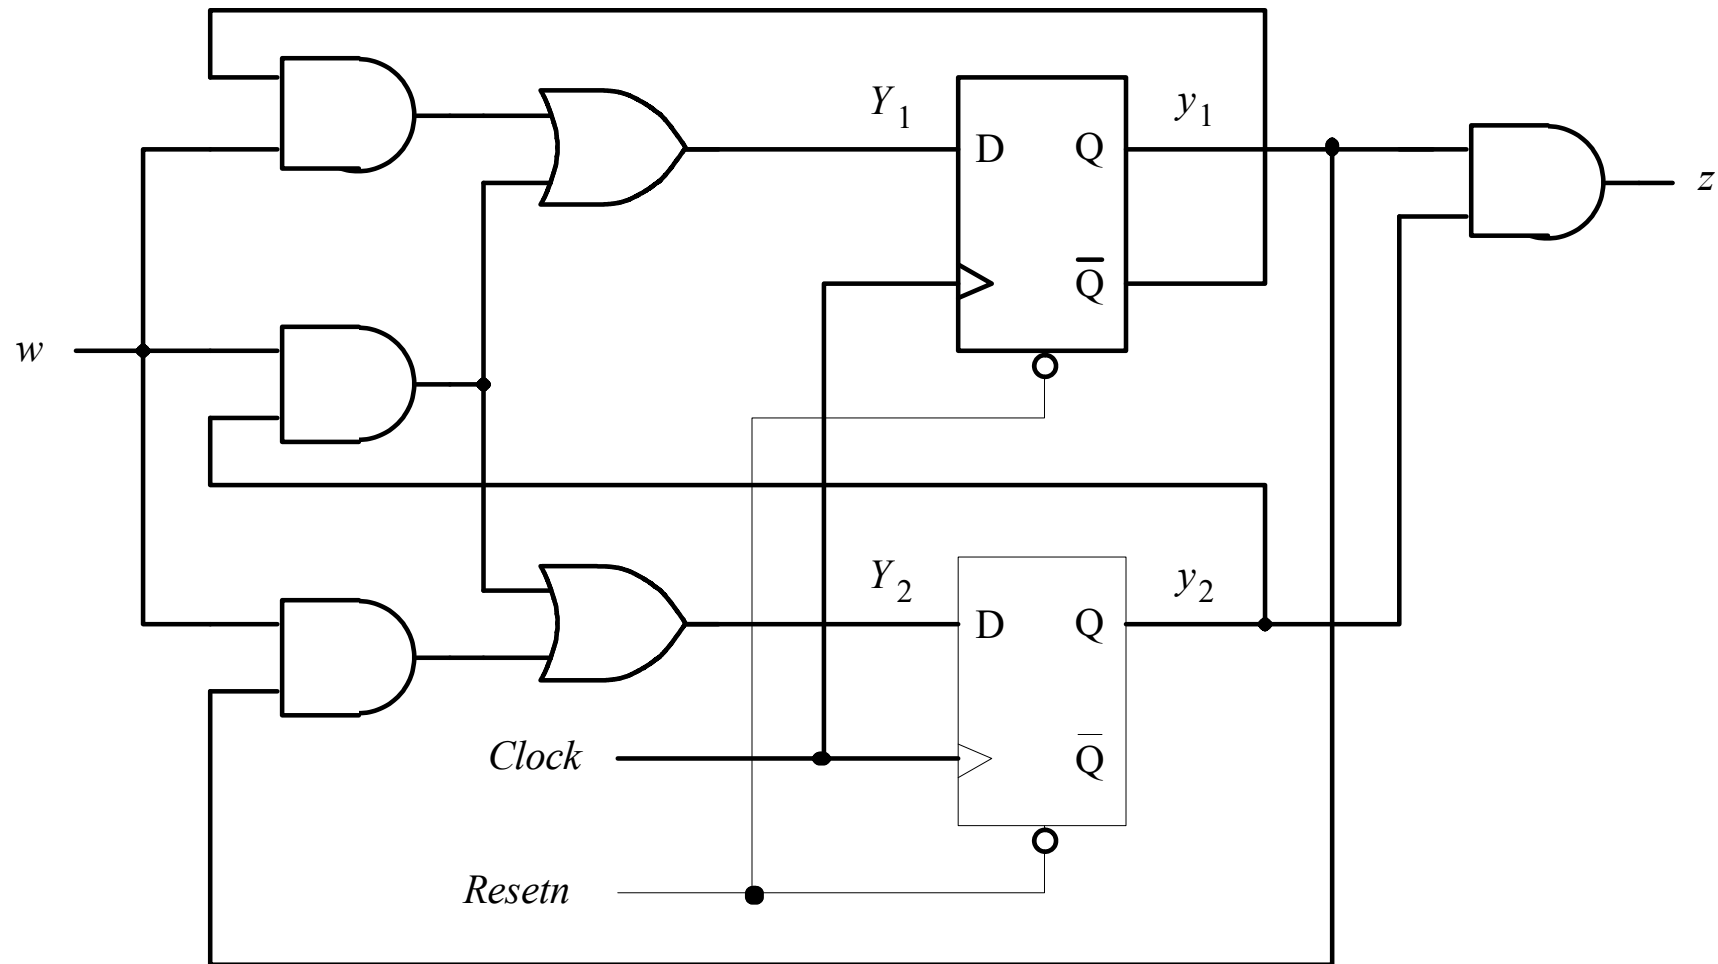 Y₁ y₁
D Q
z
Q̅
w
Y₂ y₂
D Q
Clock Q̅
Resetn